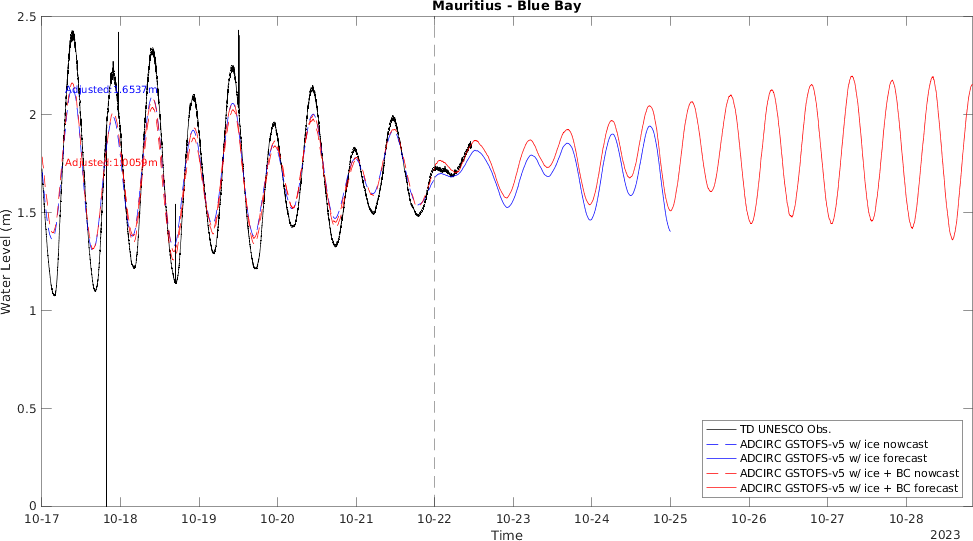 Mauritius - Blue Bay
2.5
2
1.5
1
0.5
0
Water Level (m)
Adjusted:1.6537m
Adjusted:1.0059m
TD UNESCO Obs.
ADCIRC GSTOFS-v5 w/ ice nowcast
ADCIRC GSTOFS-v5 w/ ice forecast
ADCIRC GSTOFS-v5 w/ ice + BC nowcast
ADCIRC GSTOFS-v5 w/ ice + BC forecast
10-17 10-18 10-19 10-20 10-21 10-22 10-23 10-24 10-25 10-26 10-27 10-28
Time
2023